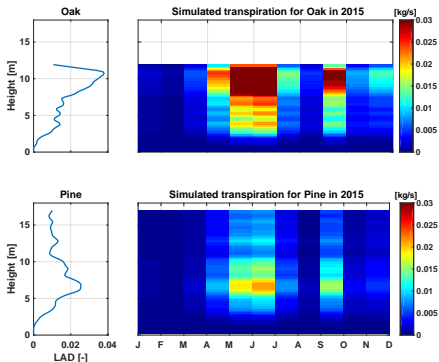 Oak
Simulated transpiration for Oak in 2015
[kg/s]
Height [m]
15
10
5
0
0.03
0.025
0.02
0.015
0.01
0.005
0
Pine
Simulated transpiration for Pine in 2015
[kg/s]
Height [m]
15
10
5
0
0.03
0.025
0.02
0.015
0.01
0.005
0
0 0.02 0.04
LAD [-]
J F M A M J J A S O N D